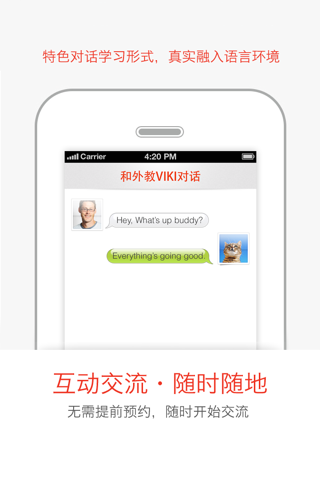 特色对话学习形式，真实融入语言环境
Carrier 4:20 PM
和外教VIKI对话
Hey, What's up buddy?
Everything's going good.
互动交流·随时随地
无需提前预约，随时开始交流